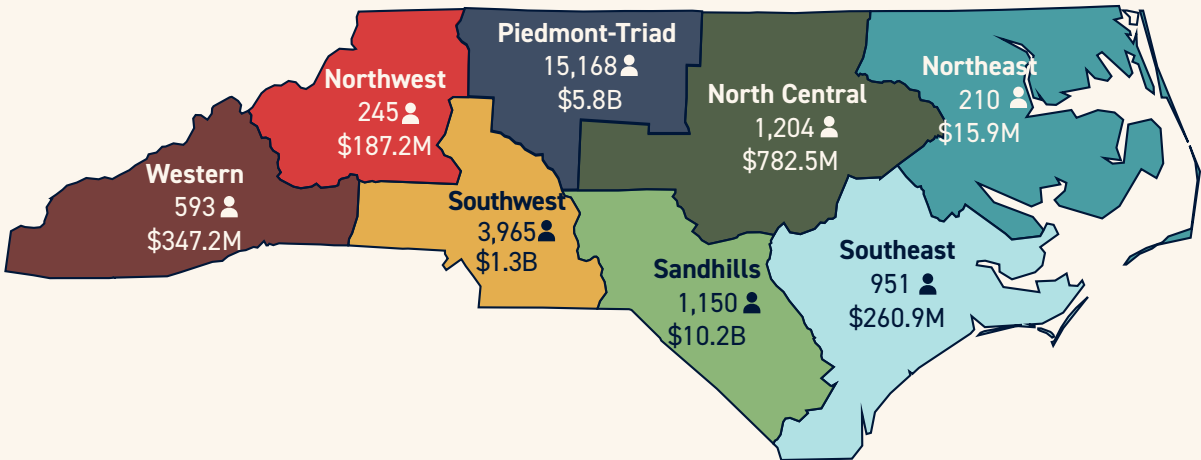 Piedmont-Triad
15,168
$5.8B
Northwest
245
$187.2M
North Central
1,204
$782.5M
Northeast
210
$15.9M
Western
593
$347.2M
Southwest
3,965
$1.3B
Sandhills
1,150
$10.2B
Southeast
951
$260.9M